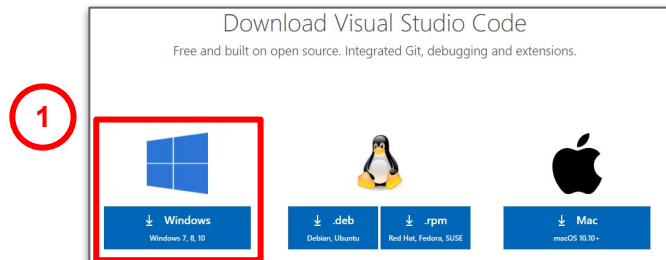 Download Visual Studio Code
Free and built on open source. Integrated Git, debugging and extensions.
1
↓ Windows
Windows 7, 8, 10
↓ .deb
Debian, Ubuntu
↓ .rpm
Red Hat, Fedora, SUSE
↓ Mac
macOS 10.10+